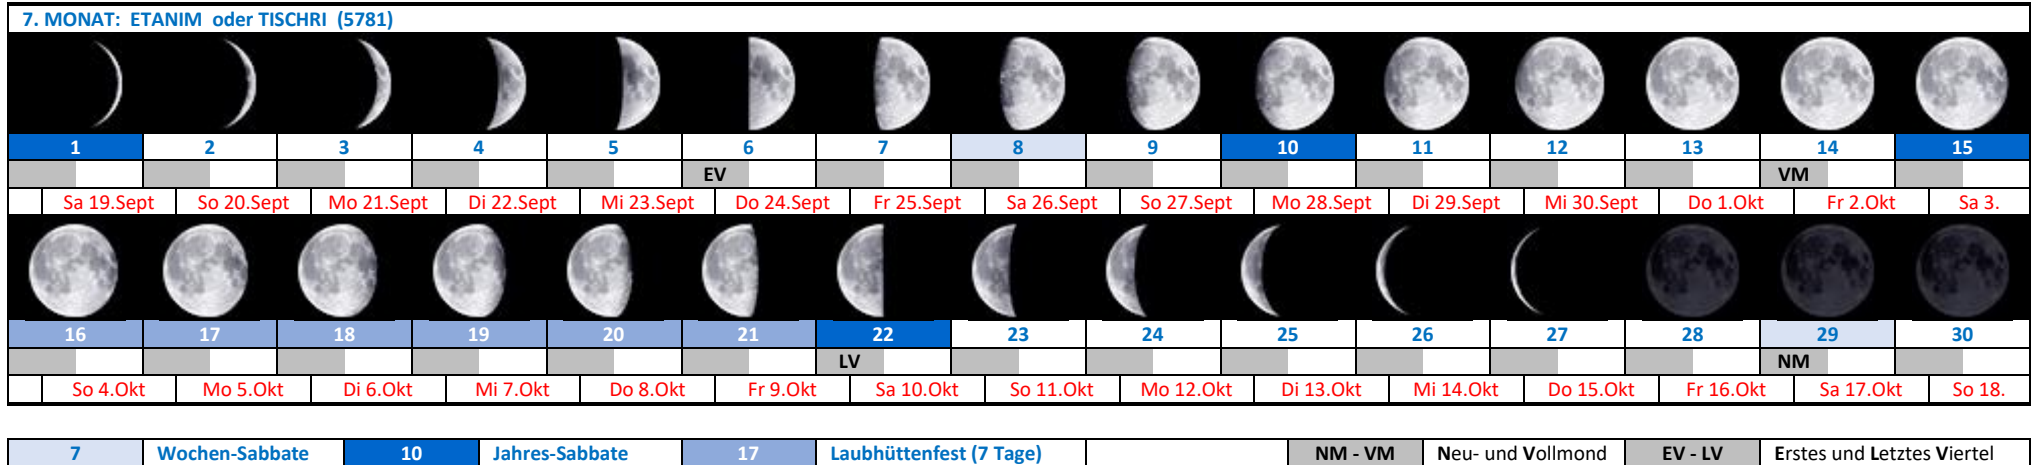 7. MONAT: ETANIM oder TISCHRI (5781)
1 2 3 4 5 6 7 8 9 10 11 12 13 14 15
EV VM
Sa 19.Sept So 20.Sept Mo 21.Sept Di 22.Sept Mi 23.Sept Do 24.Sept Fr 25.Sept Sa 26.Sept So 27.Sept Mo 28.Sept Di 29.Sept Mi 30.Sept Do 1.Okt Fr 2.Okt Sa 3.
16 17 18 19 20 21 22 23 24 25 26 27 28 29 30
LV NM
So 4.Okt Mo 5.Okt Di 6.Okt Mi 7.Okt Do 8.Okt Fr 9.Okt Sa 10.Okt So 11.Okt Mo 12.Okt Di 13.Okt Mi 14.Okt Do 15.Okt Fr 16.Okt Sa 17.Okt So 18.
7 Wochen-Sabbate 10 Jahres-Sabbate 17 Laubhüttenfest (7 Tage) NM - VM Neu- und Vollmond EV - LV Erstes und Letztes Viertel